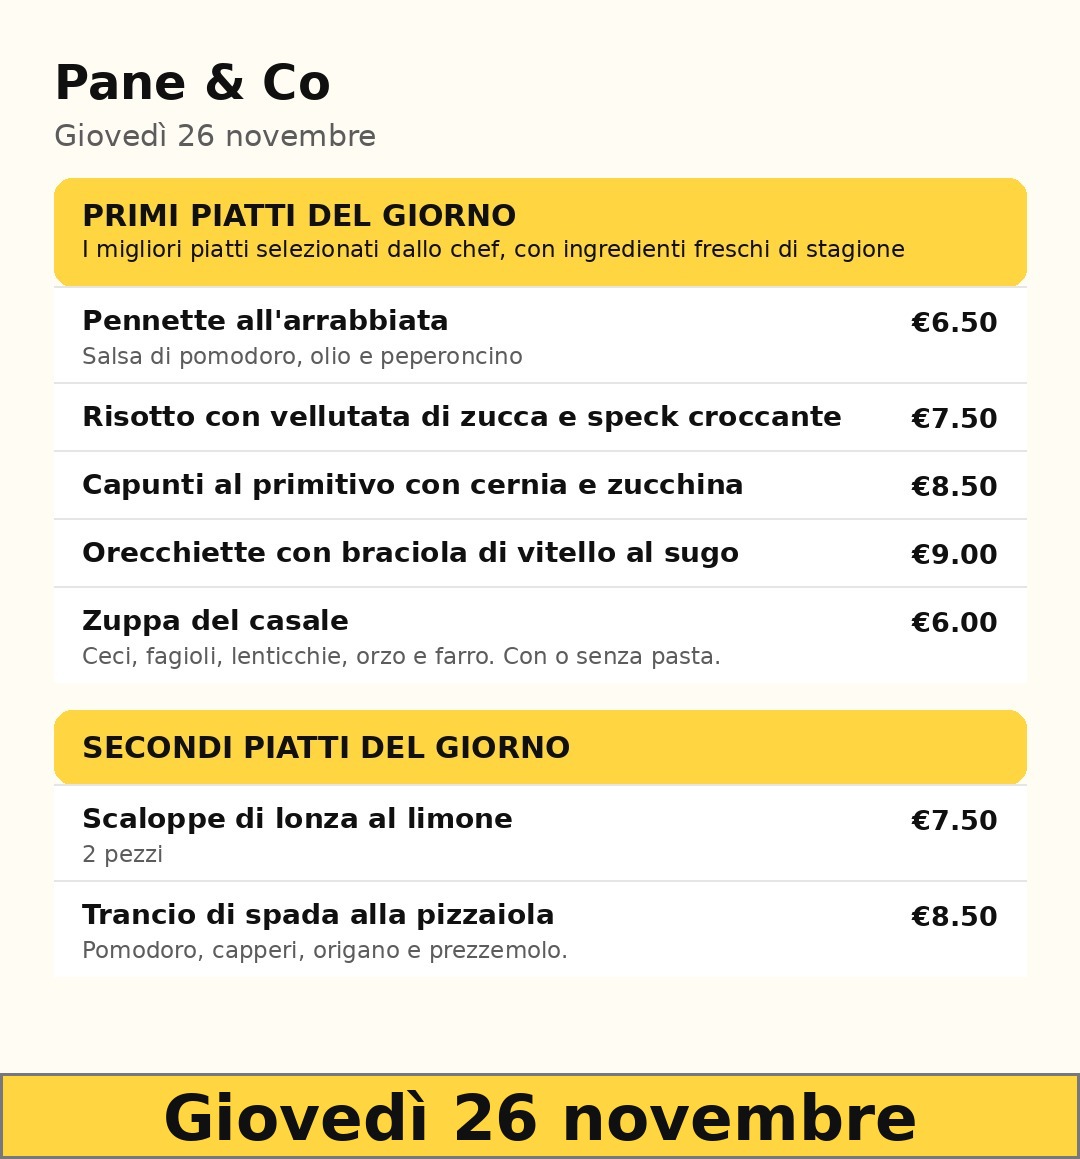 Pane & Co
Giovedì 26 novembre
PRIMI PIATTI DEL GIORNO
I migliori piatti selezionati dallo chef, con ingredienti freschi di stagione
Pennette all'arrabbiata €6.50
Salsa di pomodoro, olio e peperoncino
Risotto con vellutata di zucca e speck croccante €7.50
Capunti al primitivo con cernia e zucchina €8.50
Orecchiette con braciola di vitello al sugo €9.00
Zuppa del casale €6.00
Ceci, fagioli, lenticchie, orzo e farro. Con o senza pasta.
SECONDI PIATTI DEL GIORNO
Scaloppe di lonza al limone €7.50
2 pezzi
Trancio di spada alla pizzaiola €8.50
Pomodoro, capperi, origano e prezzemolo.
Giovedì 26 novembre